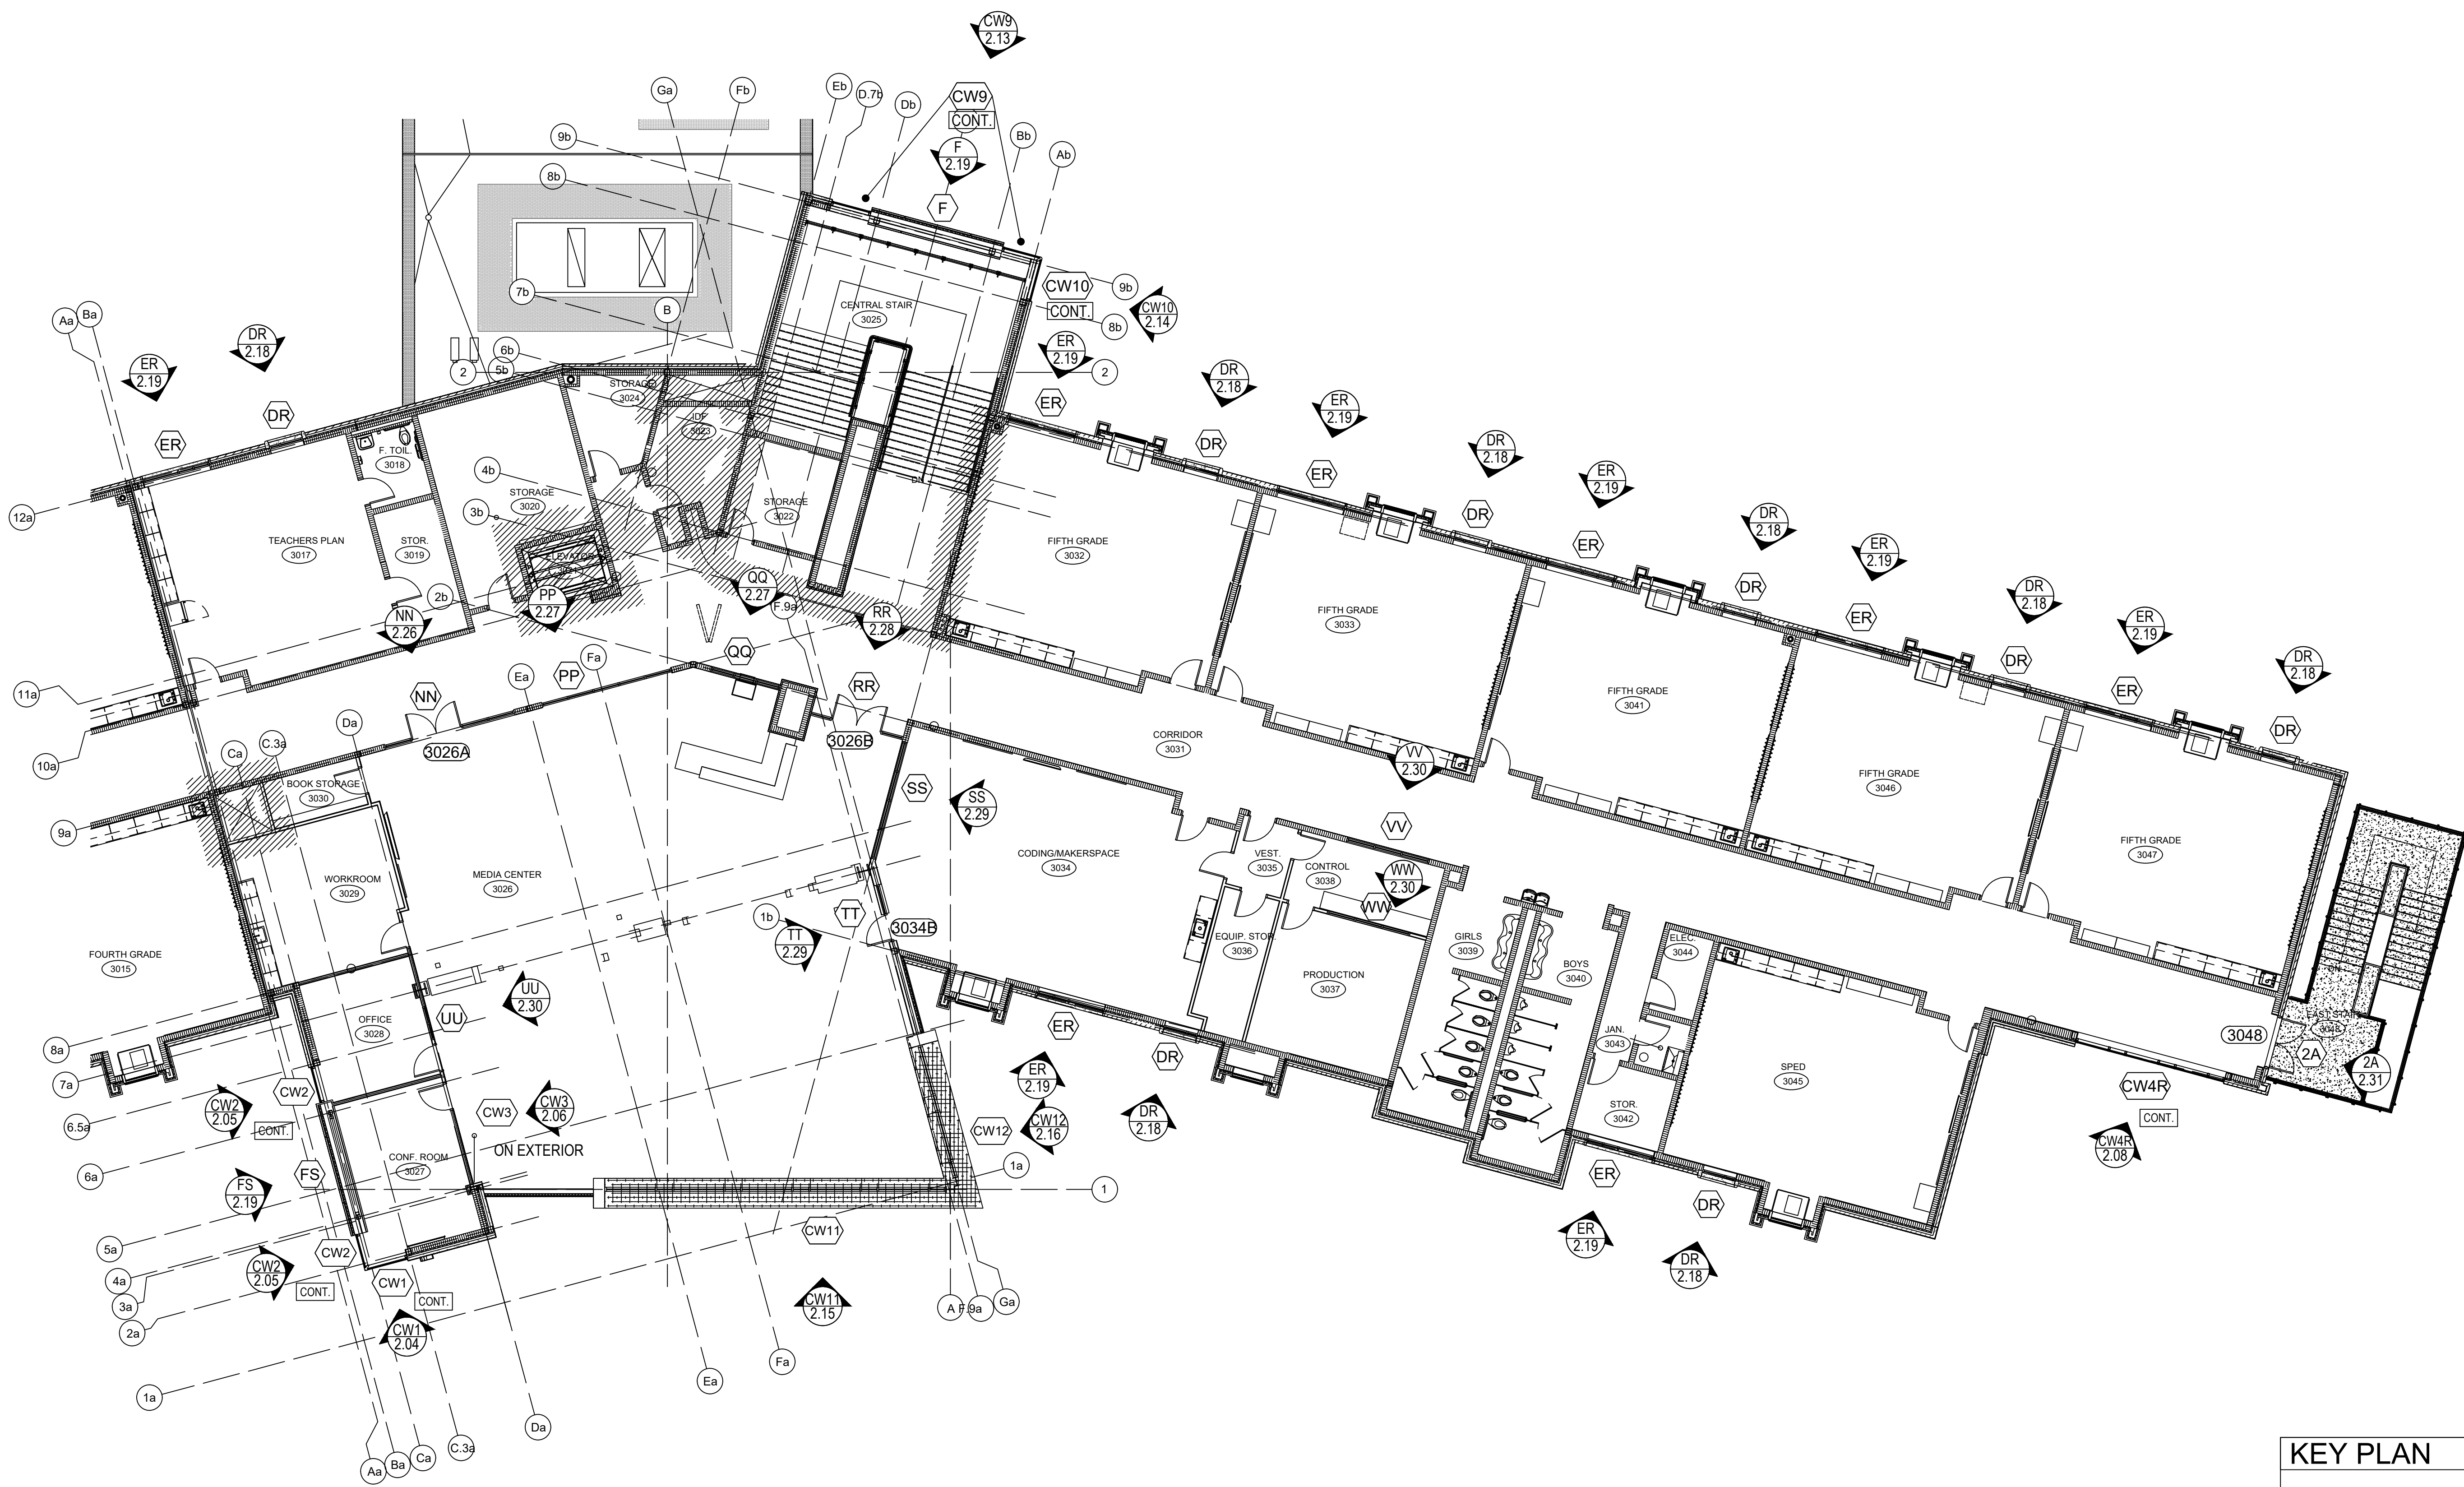 CW9
2.13
CW9
CONT.
F
2.19
F
Ga
Fb
Eb
D.7b
Db
Bb
Ab
9b
8b
7b
6b
5b
2
B
4b
3b
2b
9b
8b
2
CW10
CONT.
CW10
2.14
CENTRAL STAIR
3025
Aa
Ba
ER
2.19
DR
2.18
ER
DR
12a
11a
10a
9a
8a
7a
6.5a
6a
5a
4a
3a
2a
1a
TEACHERS PLAN
3017
F. TOIL.
3018
STOR.
3019
STORAGE
3020
ELEVATOR
STORAGE
3022
IDF
3023
STORAGE
3024
DN
NN
2.26
PP
2.27
QQ
2.27
F.9a
RR
2.28
NN
PP
QQ
RR
Ea
Fa
Da
C.3a
Ca
3026A
3026B
BOOK STORAGE
3030
WORKROOM
3029
MEDIA CENTER
3026
FOURTH GRADE
3015
OFFICE
3028
CONF. ROOM
3027
UU
UU
2.30
CW2
CW2
2.05
CONT.
FS
FS
2.19
CW2
CW2
2.05
CONT.
CW1
CONT.
CW1
2.04
CW3
CW3
2.06
ON EXTERIOR
CW11
CW11
2.15
CW12
CW12
2.16
1a
1
A
F.9a
Ga
Fa
Ea
Da
C.3a
Ca
Ba
Aa
SS
SS
2.29
TT
TT
2.29
1b
3034B
ER
2.19
ER
DR
2.18
DR
ER
2.19
ER
DR
2.18
DR
ER
2.19
ER
DR
2.18
DR
ER
2.19
ER
DR
2.18
DR
ER
2.19
ER
DR
2.18
DR
FIFTH GRADE
3032
FIFTH GRADE
3033
FIFTH GRADE
3041
FIFTH GRADE
3046
FIFTH GRADE
3047
CORRIDOR
3031
VV
2.30
VV
WW
2.30
WW
CODING/MAKERSPACE
3034
VEST.
3035
CONTROL
3038
EQUIP. STOR.
3036
PRODUCTION
3037
GIRLS
3039
BOYS
3040
ELEC.
3044
JAN.
3043
STOR.
3042
SPED
3045
EAST STAIR
3048
3048
2A
2A
2.31
CW4R
CONT.
CW4R
2.08
ER
ER
2.19
DR
DR
2.18
ER
ER
2.19
DR
DR
2.18
KEY PLAN